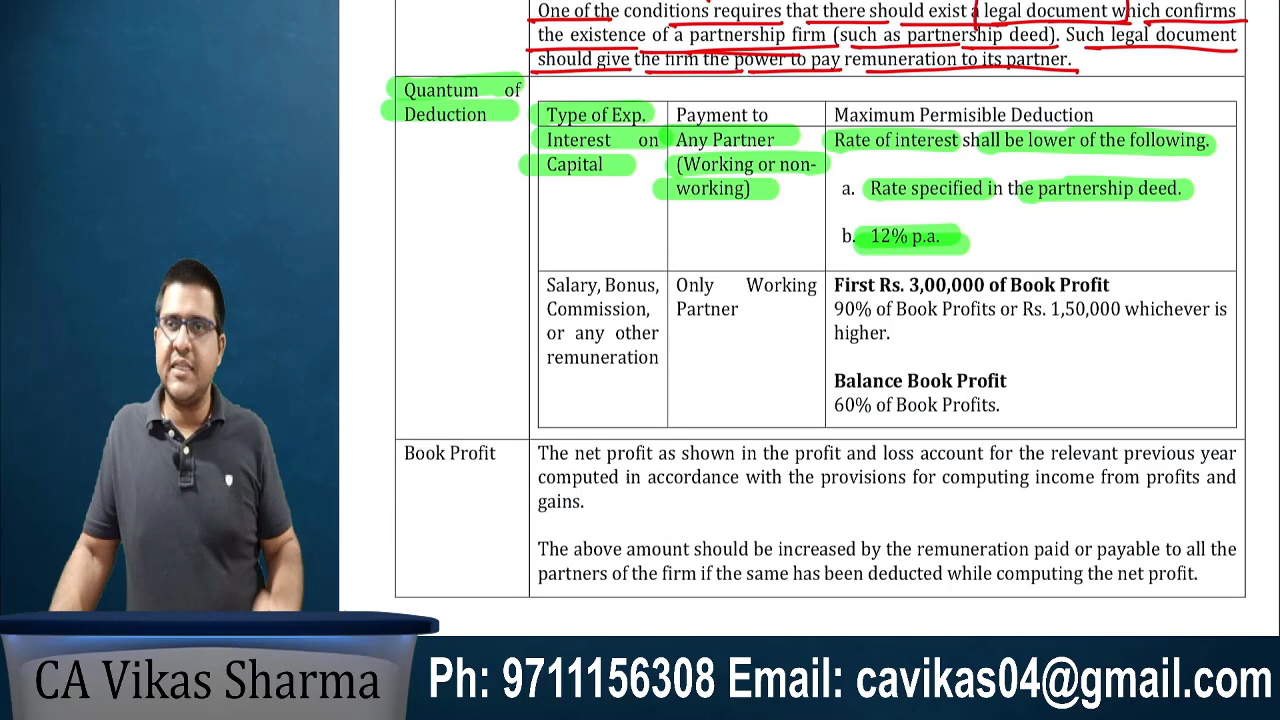 One of the conditions requires that there should exist a legal document which confirms
the existence of a partnership firm (such as partnership deed). Such legal document
should give the firm the power to pay remuneration to its partner.
Quantum of
Deduction
Type of Exp.
Payment to
Maximum Permisible Deduction
Interest on
Capital
Any Partner
(Working or non-
working)
Rate of interest shall be lower of the following.
a. Rate specified in the partnership deed.
b. 12% p.a.
Salary, Bonus,
Commission,
or any other
remuneration
Only Working
Partner
First Rs. 3,00,000 of Book Profit
90% of Book Profits or Rs. 1,50,000 whichever is
higher.
Balance Book Profit
60% of Book Profits.
Book Profit
The net profit as shown in the profit and loss account for the relevant previous year
computed in accordance with the provisions for computing income from profits and
gains.
The above amount should be increased by the remuneration paid or payable to all the
partners of the firm if the same has been deducted while computing the net profit.
CA Vikas Sharma
Ph: 9711156308 Email: cavikas04@gmail.com